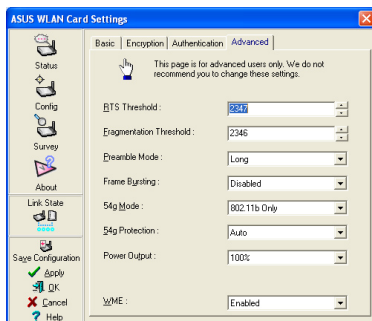 ASUS WLAN Card Settings
Status
Config
Survey
About
Link State
Save Configuration
Apply
OK
Cancel
Help
Basic Encryption Authentication Advanced
This page is for advanced users only. We do not
recommend you to change these settings.
RTS Threshold : 2347
Fragmentation Threshold : 2346
Preamble Mode : Long
Frame Bursting : Disabled
54g Mode : 802.11b Only
54g Protection : Auto
Power Output : 100%
WME : Enabled